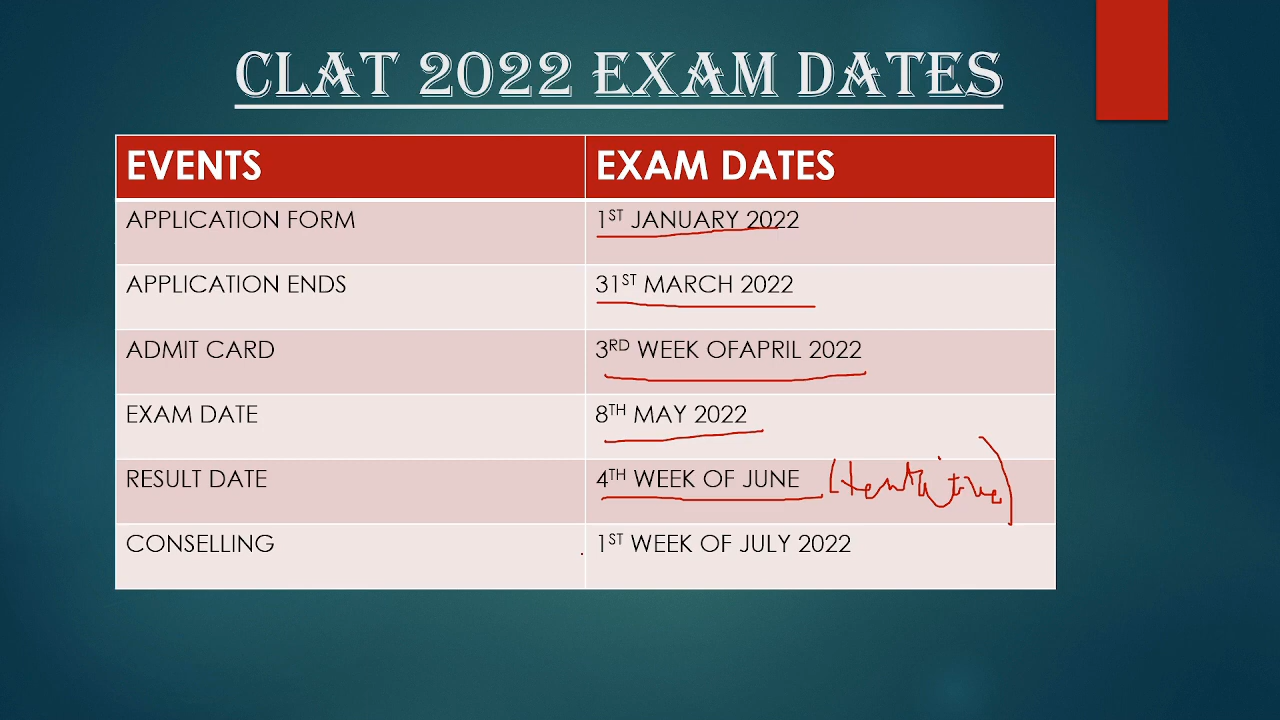 CLAT 2022 EXAM DATES
EVENTS EXAM DATES
APPLICATION FORM 1ST JANUARY 2022
APPLICATION ENDS 31ST MARCH 2022
ADMIT CARD 3RD WEEK OFAPRIL 2022
EXAM DATE 8TH MAY 2022
RESULT DATE 4TH WEEK OF JUNE (tentative)
CONSELLING 1ST WEEK OF JULY 2022